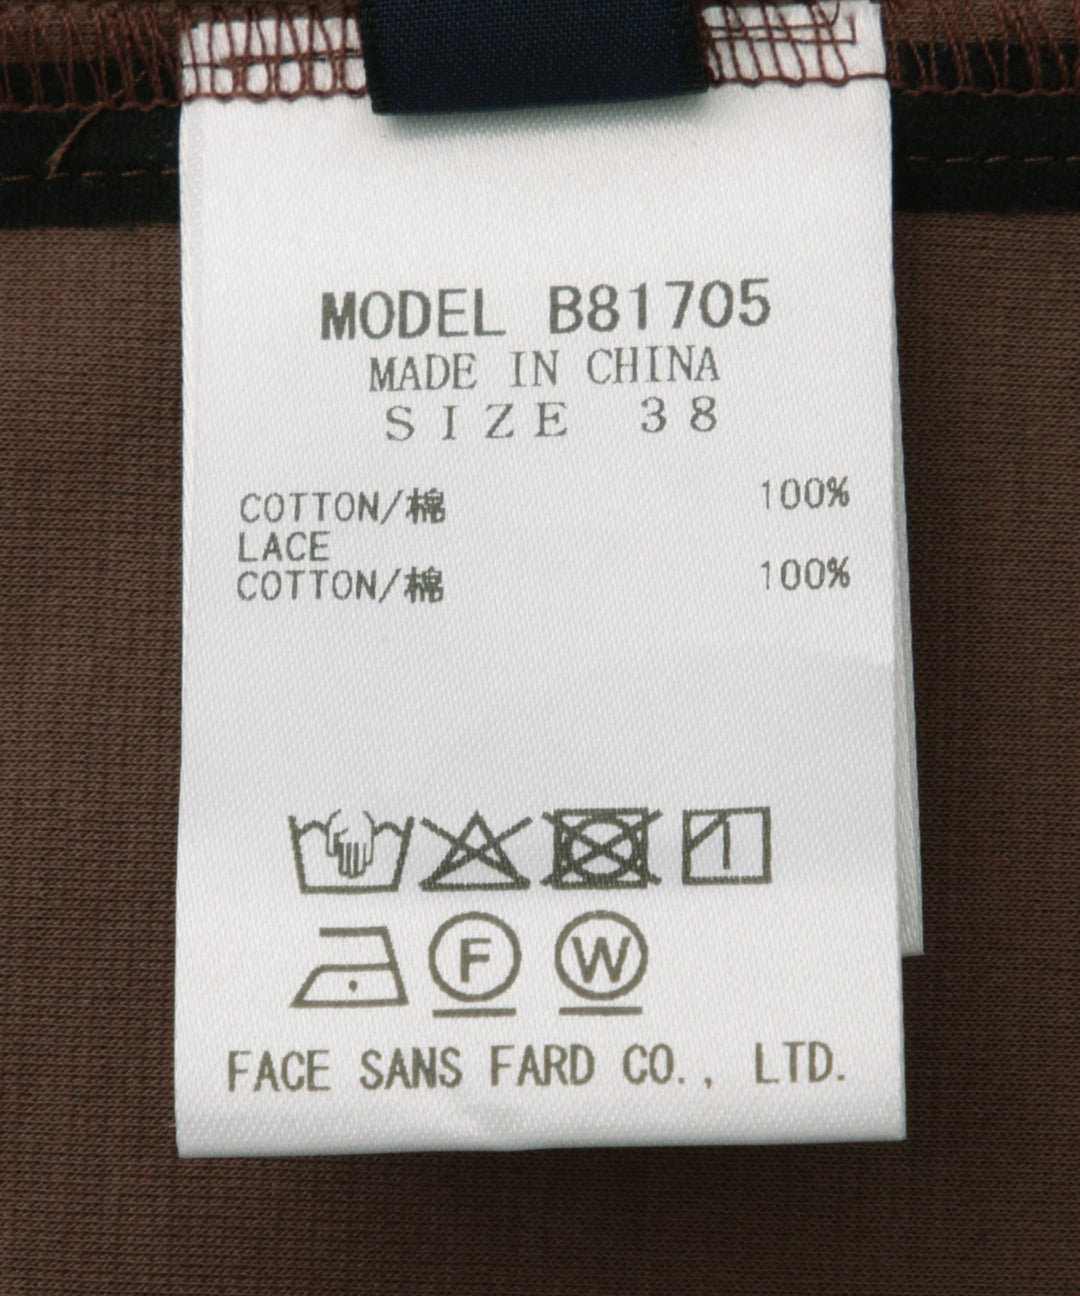 MODEL B81705
MADE IN CHINA
SIZE 38
COTTON/棉 100%
LACE
COTTON/棉 100%
F W
FACE SANS FARD CO., LTD.